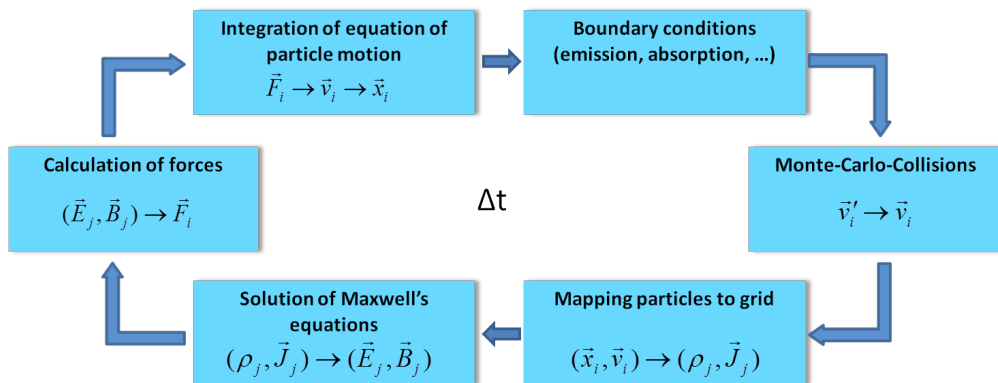 Integration of equation of
particle motion
F⃗ᵢ → v⃗ᵢ → x⃗ᵢ
Boundary conditions
(emission, absorption, ...)
Monte-Carlo-Collisions
v⃗ᵢ′ → v⃗ᵢ
Mapping particles to grid
(x⃗ᵢ, v⃗ᵢ) → (ρⱼ, J⃗ⱼ)
Solution of Maxwell's
equations
(ρⱼ, J⃗ⱼ) → (E⃗ⱼ, B⃗ⱼ)
Calculation of forces
(E⃗ⱼ, B⃗ⱼ) → F⃗ᵢ
Δt